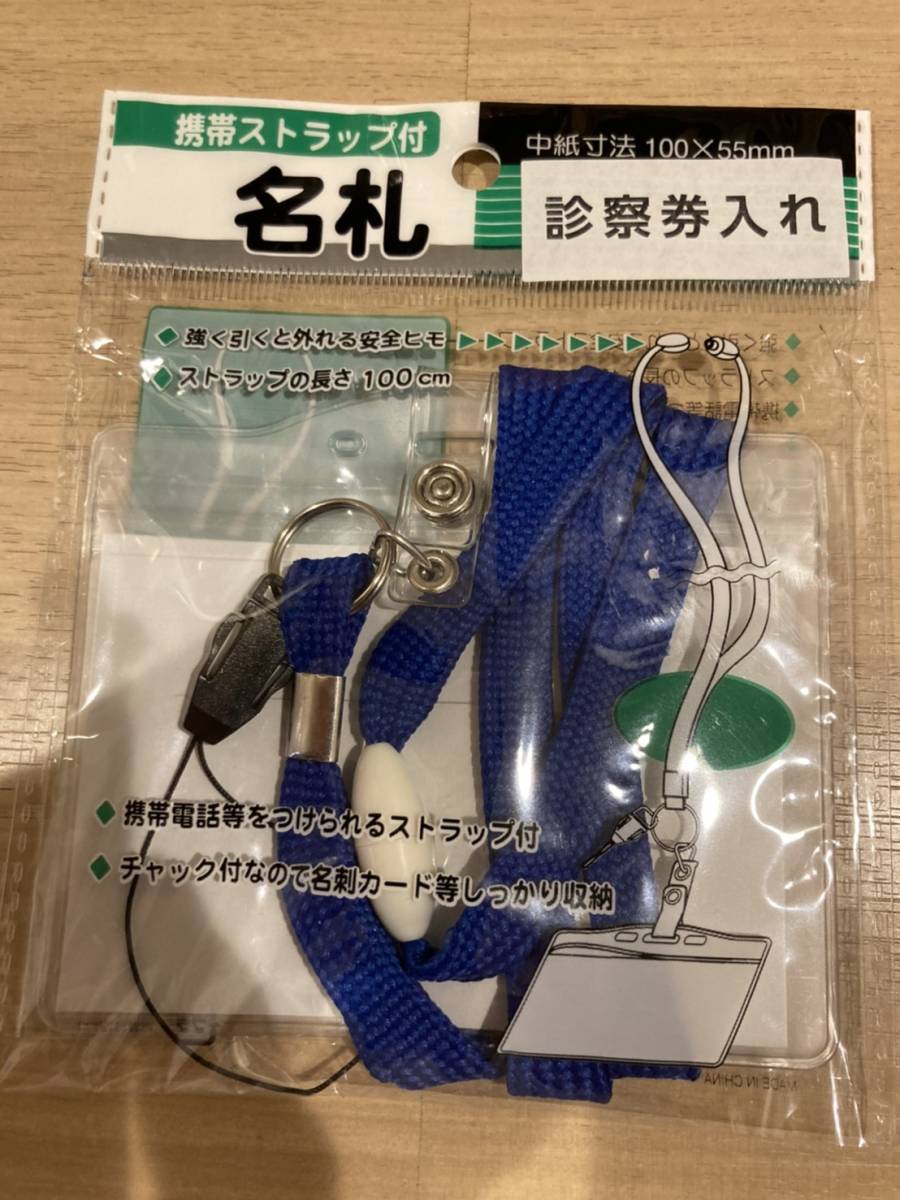 携帯ストラップ付
名札
中紙寸法 100×55mm
診察券入れ
◆ 強く引くと外れる安全ヒモ ▶▶▶▶▶▶▶
◆ ストラップの長さ 100cm
◆ 携帯電話等をつけられるストラップ付
◆ チャック付なので名刺カード等しっかり収納
MADE IN CHINA